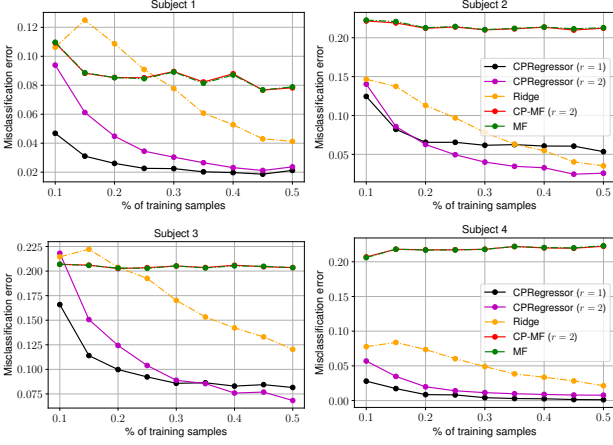 Subject 1
Misclassification error
0.12
0.10
0.08
0.06
0.04
0.02
0.1
0.2
0.3
0.4
0.5
% of training samples
Subject 2
Misclassification error
0.20
0.15
0.10
0.05
CPRegressor (r = 1)
CPRegressor (r = 2)
Ridge
CP-MF (r = 2)
MF
0.1
0.2
0.3
0.4
0.5
% of training samples
Subject 3
Misclassification error
0.225
0.200
0.175
0.150
0.125
0.100
0.075
0.1
0.2
0.3
0.4
0.5
% of training samples
Subject 4
Misclassification error
0.20
0.15
0.10
0.05
0.00
CPRegressor (r = 1)
CPRegressor (r = 2)
Ridge
CP-MF (r = 2)
MF
0.1
0.2
0.3
0.4
0.5
% of training samples